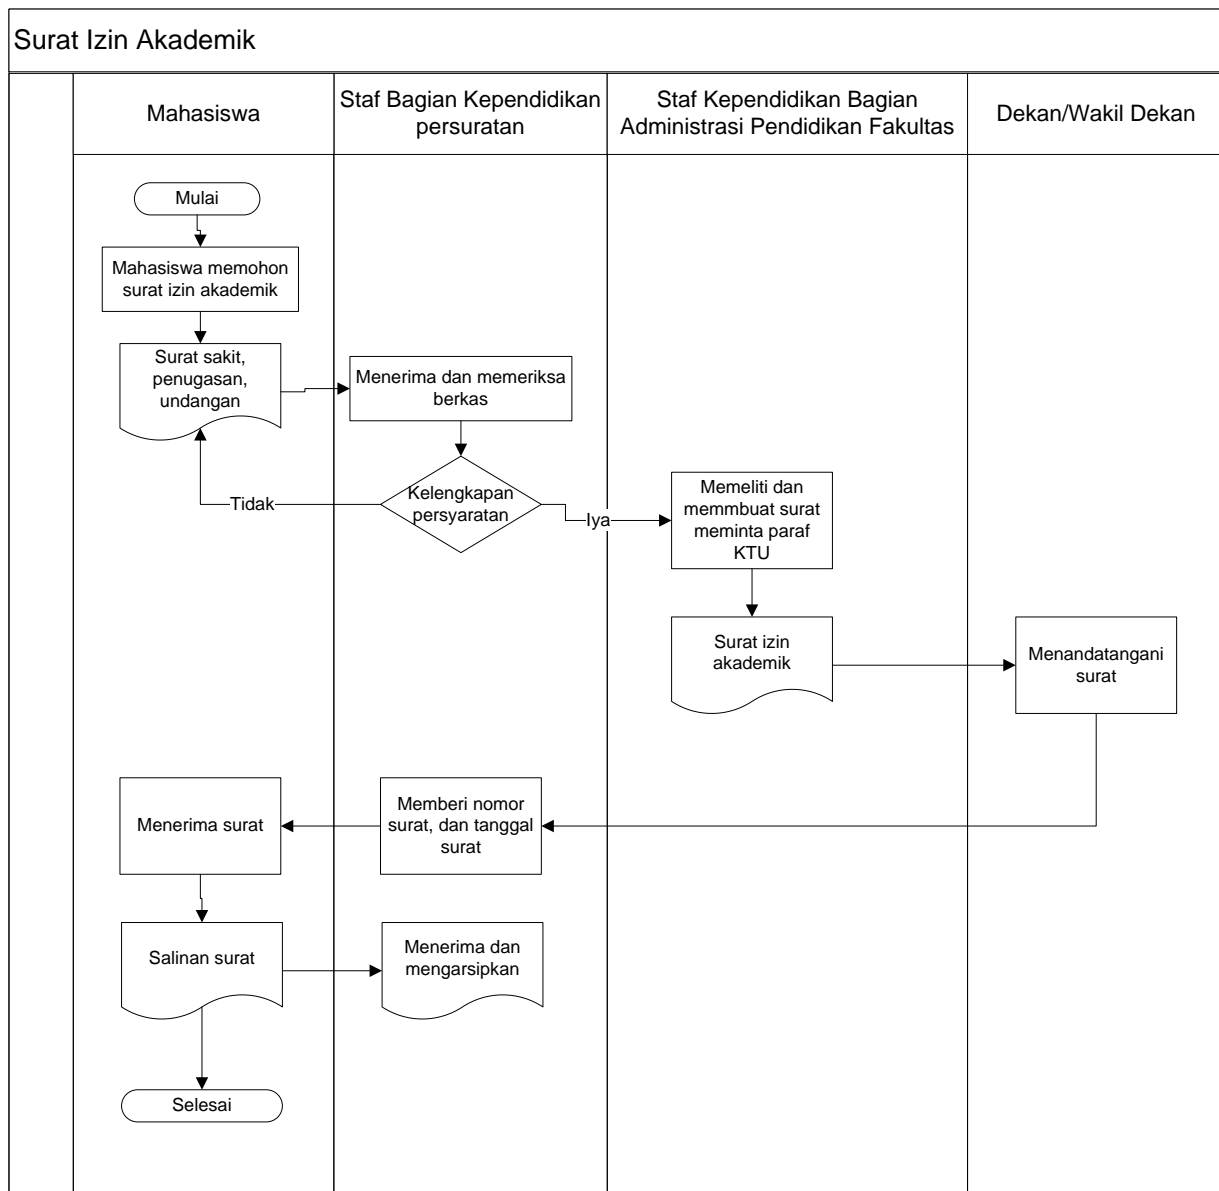 Surat Izin Akademik
Mahasiswa
Staf Bagian Kependidikan
persuratan
Staf Kependidikan Bagian
Administrasi Pendidikan Fakultas
Dekan/Wakil Dekan
Mulai
Mahasiswa memohon
surat izin akademik
Surat sakit,
penugasan,
undangan
Menerima dan memeriksa
berkas
Tidak
Kelengkapan
persyaratan
Iya
Memeliti dan
memmbuat surat
meminta paraf
KTU
Surat izin
akademik
Menandatangani
surat
Menerima surat
Memberi nomor
surat, dan tanggal
surat
Salinan surat
Menerima dan
mengarsipkan
Selesai